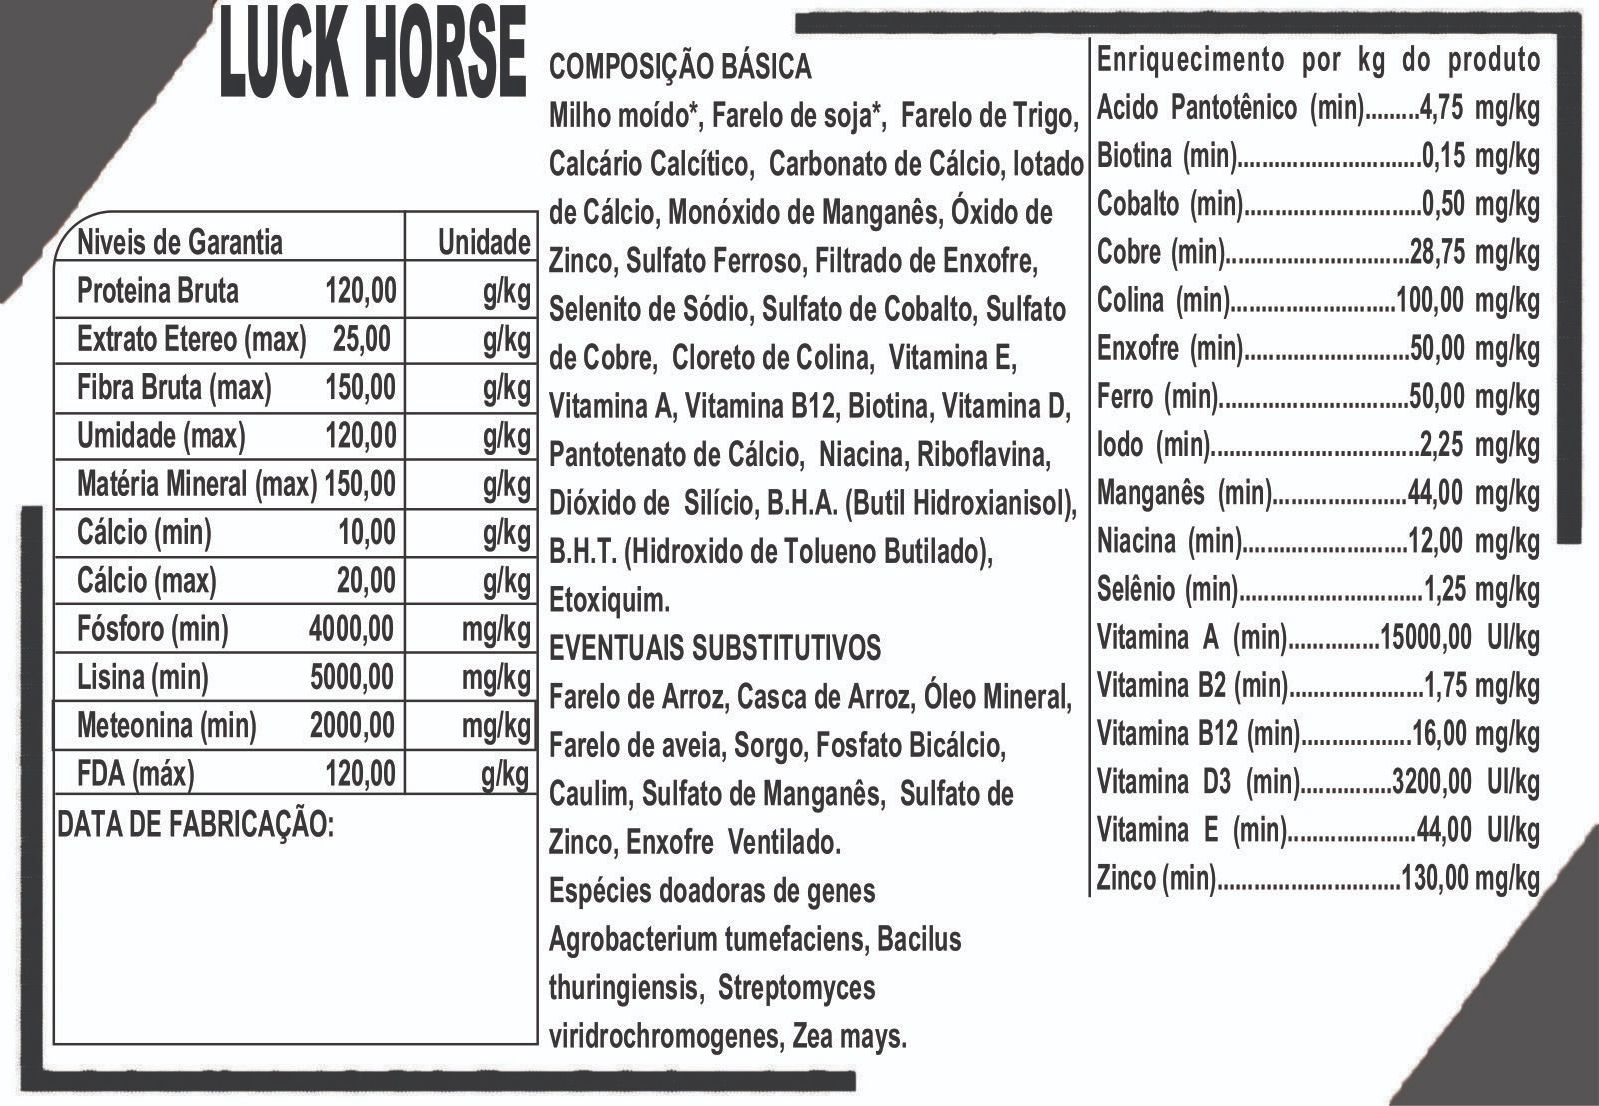 LUCK HORSE
Niveis de Garantia Unidade
Proteina Bruta 120,00 g/kg
Extrato Etereo (max) 25,00 g/kg
Fibra Bruta (max) 150,00 g/kg
Umidade (max) 120,00 g/kg
Matéria Mineral (max) 150,00 g/kg
Cálcio (min) 10,00 g/kg
Cálcio (max) 20,00 g/kg
Fósforo (min) 4000,00 mg/kg
Lisina (min) 5000,00 mg/kg
Meteonina (min) 2000,00 mg/kg
FDA (máx) 120,00 g/kg
DATA DE FABRICAÇÃO:
COMPOSIÇÃO BÁSICA
Milho moído*, Farelo de soja*, Farelo de Trigo,
Calcário Calcítico, Carbonato de Cálcio, Iotado
de Cálcio, Monóxido de Manganês, Óxido de
Zinco, Sulfato Ferroso, Filtrado de Enxofre,
Selenito de Sódio, Sulfato de Cobalto, Sulfato
de Cobre, Cloreto de Colina, Vitamina E,
Vitamina A, Vitamina B12, Biotina, Vitamina D,
Pantotenato de Cálcio, Niacina, Riboflavina,
Dióxido de Silício, B.H.A. (Butil Hidroxianisol),
B.H.T. (Hidroxido de Tolueno Butilado),
Etoxiquim.
EVENTUAIS SUBSTITUTIVOS
Farelo de Arroz, Casca de Arroz, Óleo Mineral,
Farelo de aveia, Sorgo, Fosfato Bicálcio,
Caulim, Sulfato de Manganês, Sulfato de
Zinco, Enxofre Ventilado.
Espécies doadoras de genes
Agrobacterium tumefaciens, Bacilus
thuringiensis, Streptomyces
viridrochromogenes, Zea mays.
Enriquecimento por kg do produto
Acido Pantotênico (min).........4,75 mg/kg
Biotina (min)..............................0,15 mg/kg
Cobalto (min).............................0,50 mg/kg
Cobre (min)..............................28,75 mg/kg
Colina (min)...........................100,00 mg/kg
Enxofre (min)...........................50,00 mg/kg
Ferro (min)...............................50,00 mg/kg
Iodo (min)..................................2,25 mg/kg
Manganês (min)......................44,00 mg/kg
Niacina (min)...........................12,00 mg/kg
Selênio (min)..............................1,25 mg/kg
Vitamina A (min)...............15000,00 UI/kg
Vitamina B2 (min)......................1,75 mg/kg
Vitamina B12 (min)..................16,00 mg/kg
Vitamina D3 (min)...............3200,00 UI/kg
Vitamina E (min).....................44,00 UI/kg
Zinco (min)..............................130,00 mg/kg